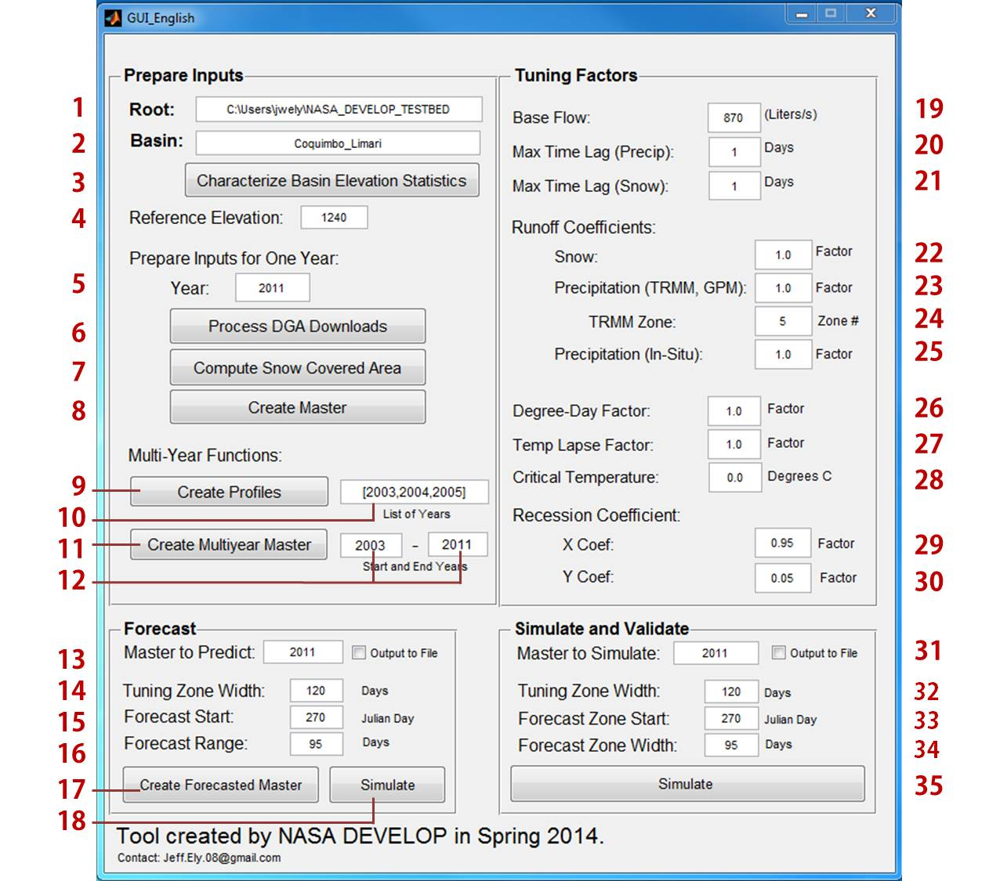 GUI_English
Prepare Inputs
1 Root: C:\Users\jwely\NASA_DEVELOP_TESTBED
2 Basin: Coquimbo_Limari
3 Characterize Basin Elevation Statistics
4 Reference Elevation: 1240
Prepare Inputs for One Year:
5 Year: 2011
6 Process DGA Downloads
7 Compute Snow Covered Area
8 Create Master
Multi-Year Functions:
9 Create Profiles [2003,2004,2005]
10 List of Years
11 Create Multiyear Master 2003 - 2011
12 Start and End Years
Tuning Factors
Base Flow: 870 (Liters/s) 19
Max Time Lag (Precip): 1 Days 20
Max Time Lag (Snow): 1 Days 21
Runoff Coefficients:
Snow: 1.0 Factor 22
Precipitation (TRMM, GPM): 1.0 Factor 23
TRMM Zone: 5 Zone # 24
Precipitation (In-Situ): 1.0 Factor 25
Degree-Day Factor: 1.0 Factor 26
Temp Lapse Factor: 1.0 Factor 27
Critical Temperature: 0.0 Degrees C 28
Recession Coefficient:
X Coef: 0.95 Factor 29
Y Coef: 0.05 Factor 30
Forecast
13 Master to Predict: 2011 Output to File
14 Tuning Zone Width: 120 Days
15 Forecast Start: 270 Julian Day
16 Forecast Range: 95 Days
17 Create Forecasted Master Simulate
18
Simulate and Validate
Master to Simulate: 2011 Output to File 31
Tuning Zone Width: 120 Days 32
Forecast Zone Start: 270 Julian Day 33
Forecast Zone Width: 95 Days 34
Simulate 35
Tool created by NASA DEVELOP in Spring 2014.
Contact: Jeff.Ely.08@gmail.com